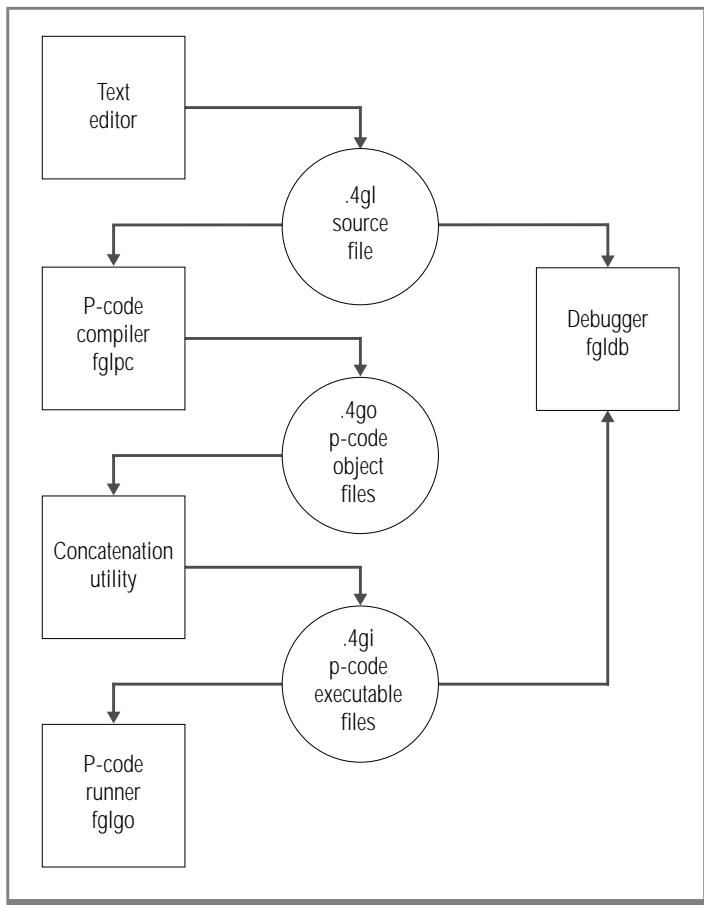 Text
editor
.4gl
source
file
P-code
compiler
fglpc
Debugger
fgldb
.4go
p-code
object
files
Concatenation
utility
.4gi
p-code
executable
files
P-code
runner
fglgo